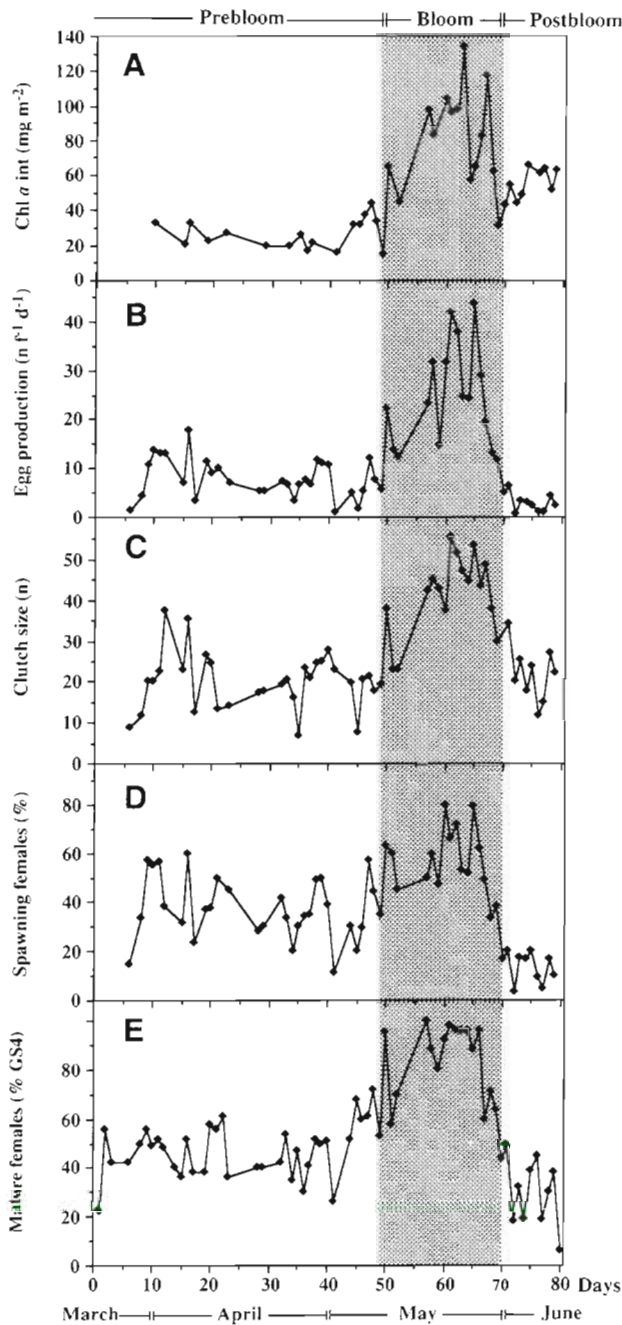 Prebloom Bloom Postbloom
A
Chl a int (mg m-2)
140
120
100
80
60
40
20
0
B
Egg production (n f-1 d-1)
40
30
20
10
0
C
Clutch size (n)
50
40
30
20
10
0
D
Spawning females (%)
80
60
40
20
0
E
Mature females (% GS4)
80
60
40
20
0
0 10 20 30 40 50 60 70 80 Days
March April May June